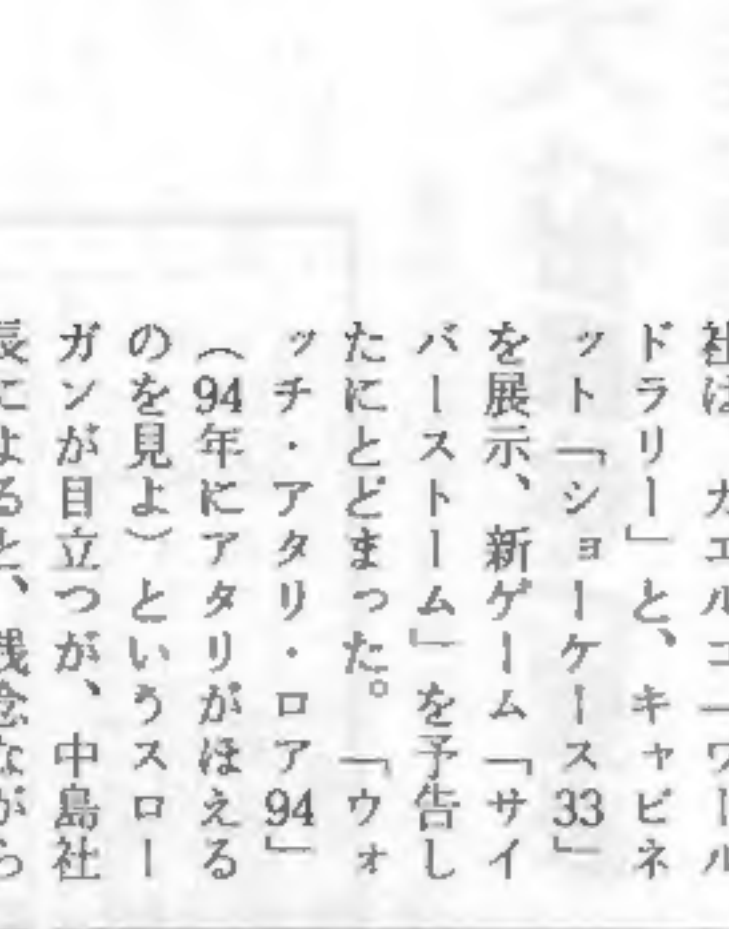 社は、カエルコーワール
ドラリー」と、キャビネ
ット「ショーケース33」
を展示、新ゲーム「サイ
バーストーム」を予告し
たにとどまった。「ウォ
ッチ・アタリ・ロア94」
（94年にアタリがほえる
のを見よ）というスロー
ガンが目立つが、中島社
長によると、残念ながら